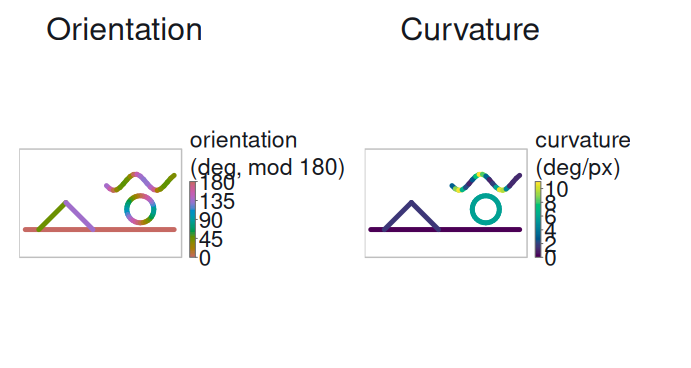 Orientation
Curvature
orientation
(deg, mod 180)
180
135
90
45
0
curvature
(deg/px)
10
8
6
4
2
0